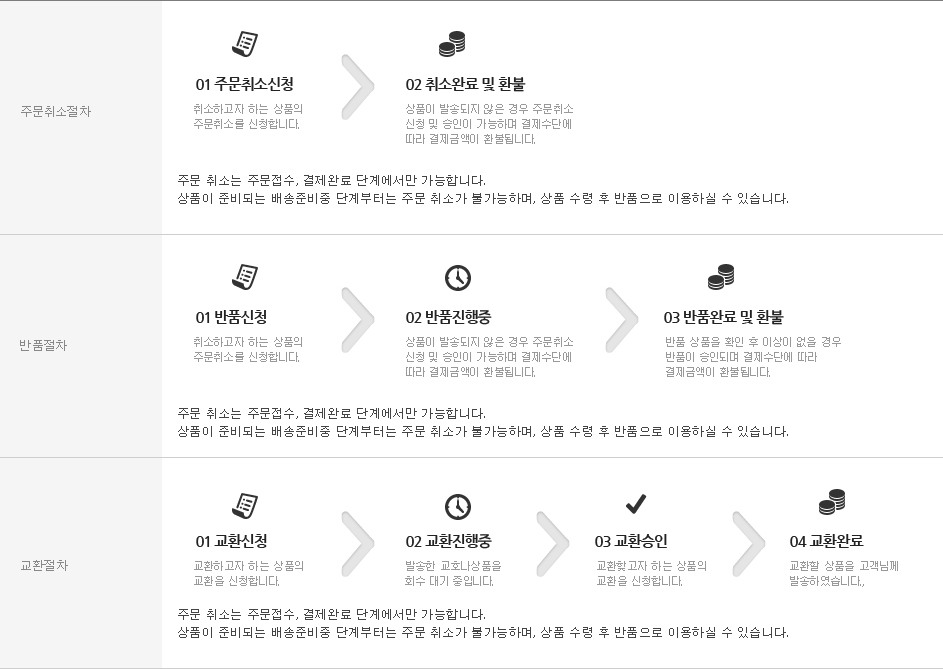 주문취소절차
01 주문취소신청
취소하고자 하는 상품의
주문취소를 신청합니다.
02 취소완료 및 환불
상품이 발송되지 않은 경우 주문취소
신청 및 승인이 가능하며 결제수단에
따라 결제금액이 환불됩니다.
주문 취소는 주문접수, 결제완료 단계에서만 가능합니다.
상품이 준비되는 배송준비중 단계부터는 주문 취소가 불가능하며, 상품 수령 후 반품으로 이용하실 수 있습니다.
반품절차
01 반품신청
취소하고자 하는 상품의
주문취소를 신청합니다.
02 반품진행중
상품이 발송되지 않은 경우 주문취소
신청 및 승인이 가능하며 결제수단에
따라 결제금액이 환불됩니다.
03 반품완료 및 환불
반품 상품을 확인 후 이상이 없을 경우
반품이 승인되며 결제수단에 따라
결제금액이 환불됩니다.
주문 취소는 주문접수, 결제완료 단계에서만 가능합니다.
상품이 준비되는 배송준비중 단계부터는 주문 취소가 불가능하며, 상품 수령 후 반품으로 이용하실 수 있습니다.
교환절차
01 교환신청
교환하고자 하는 상품의
교환을 신청합니다.
02 교환진행중
발송한 교호나상품을
회수 대기 중입니다.
03 교환승인
교환핮고자 하는 상품의
교환을 신청합니다.
04 교환완료
교환할 상품을 고객님께
발송하였습니다.,
주문 취소는 주문접수, 결제완료 단계에서만 가능합니다.
상품이 준비되는 배송준비중 단계부터는 주문 취소가 불가능하며, 상품 수령 후 반품으로 이용하실 수 있습니다.